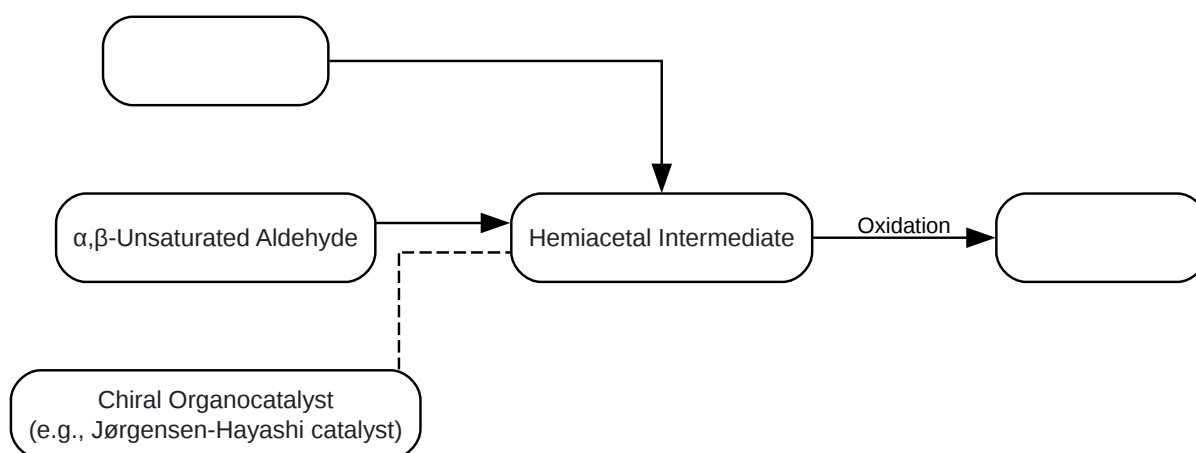 α,β-Unsaturated Aldehyde
Hemiacetal Intermediate
Oxidation
Chiral Organocatalyst
(e.g., Jørgensen-Hayashi catalyst)